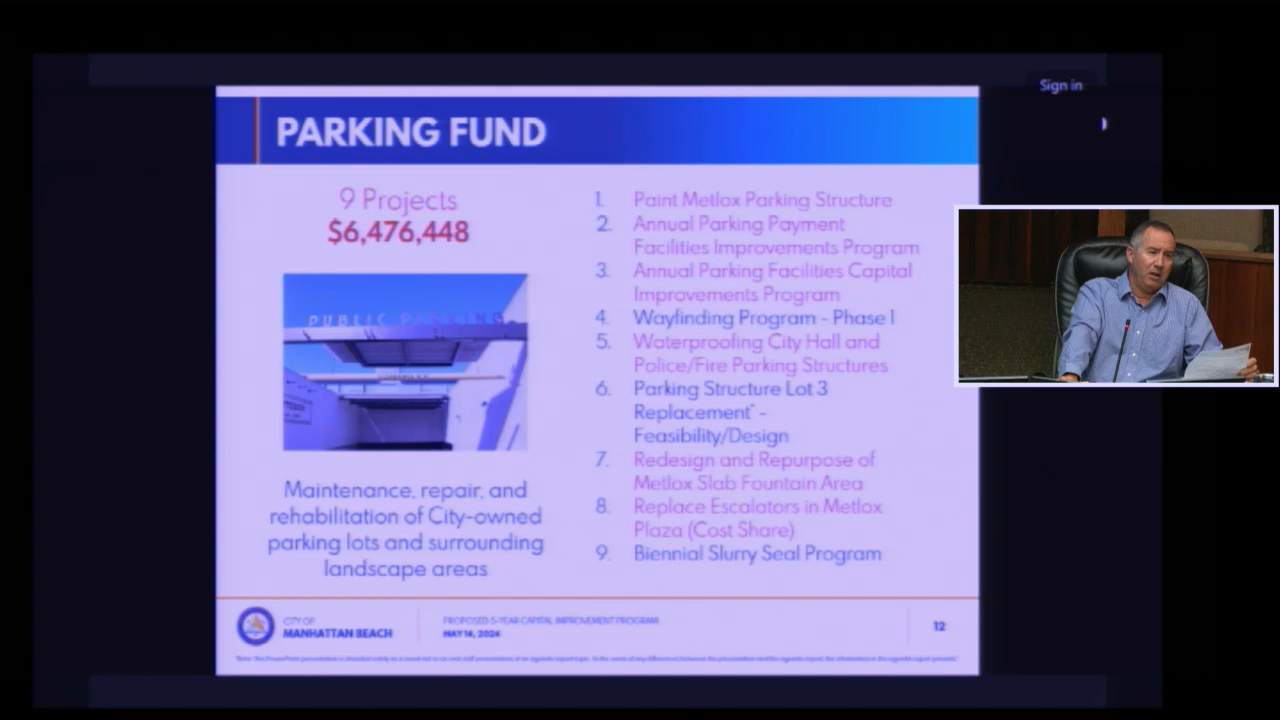 Sign in
PARKING FUND
9 Projects
$6,476,448
PUBLIC PARKING
Maintenance, repair, and
rehabilitation of City-owned
parking lots and surrounding
landscape areas
1. Paint Metlox Parking Structure
2. Annual Parking Payment
Facilities Improvements Program
3. Annual Parking Facilities Capital
Improvements Program
4. Wayfinding Program - Phase I
5. Waterproofing City Hall and
Police/Fire Parking Structures
6. Parking Structure Lot 3
Replacement* -
Feasibility/Design
7. Redesign and Repurpose of
Metlox Slab Fountain Area
8. Replace Escalators in Metlox
Plaza (Cost Share)
9. Biennial Slurry Seal Program
CITY OF
MANHATTAN BEACH
PROPOSED 5-YEAR CAPITAL IMPROVEMENT PROGRAM
MAY 14, 2024
12